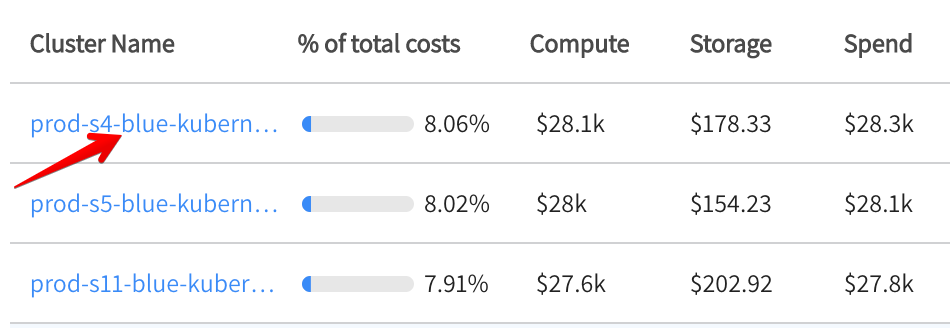 Cluster Name % of total costs Compute Storage Spend
prod-s4-blue-kubern… 8.06% $28.1k $178.33 $28.3k
prod-s5-blue-kubern… 8.02% $28k $154.23 $28.1k
prod-s11-blue-kuber… 7.91% $27.6k $202.92 $27.8k